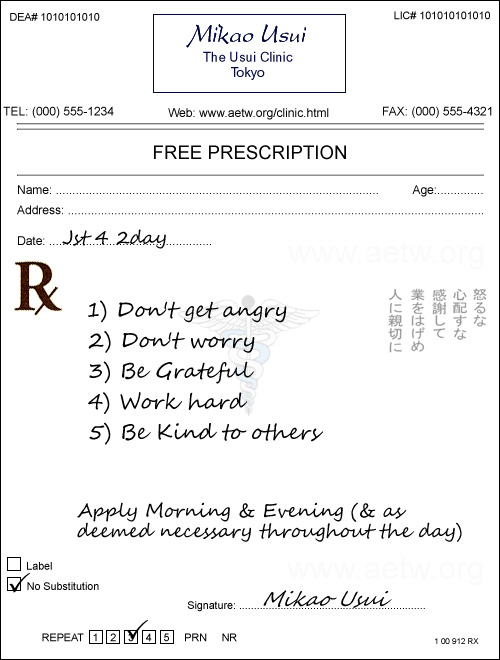 DEA# 1010101010
LIC# 101010101010
Mikao Usui
The Usui Clinic
Tokyo
TEL: (000) 555-1234
Web: www.aetw.org/clinic.html
FAX: (000) 555-4321
FREE PRESCRIPTION
Name: Age:
Address:
Date: Jst 4 2day
www.aetw.org
Rx
怒るな
心配すな
感謝して
業をはげめ
人に親切に
1) Don't get angry
2) Don't worry
3) Be Grateful
4) Work hard
5) Be Kind to others
Apply Morning & Evening (& as
deemed necessary throughout the day)
Label
www.aetw.org
No Substitution
Signature: Mikao Usui
REPEAT 1 2 3 4 5 PRN NR
1 00 912 RX